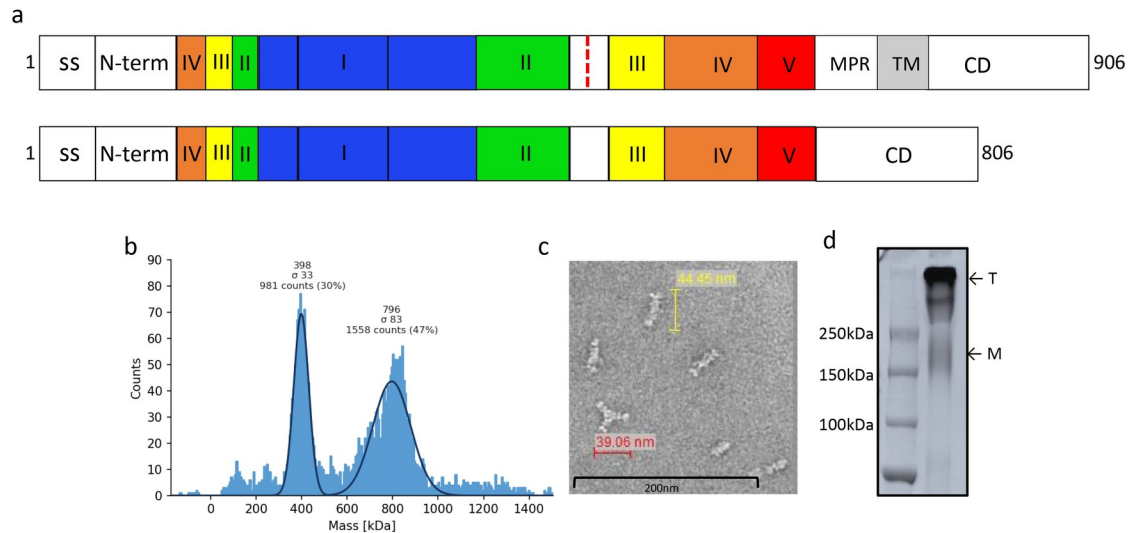 a
1 ss N-term IV III II I II III IV V MPR TM CD 906
1 ss N-term IV III II I II III IV V CD 806
b
398
σ 33
981 counts (30%)
796
σ 83
1558 counts (47%)
90
80
70
60
50
40
30
20
10
0
Counts
0 200 400 600 800 1000 1200 1400
Mass [kDa]
c
44.45 nm
39.06 nm
200nm
d
← T
250kDa
← M
150kDa
100kDa